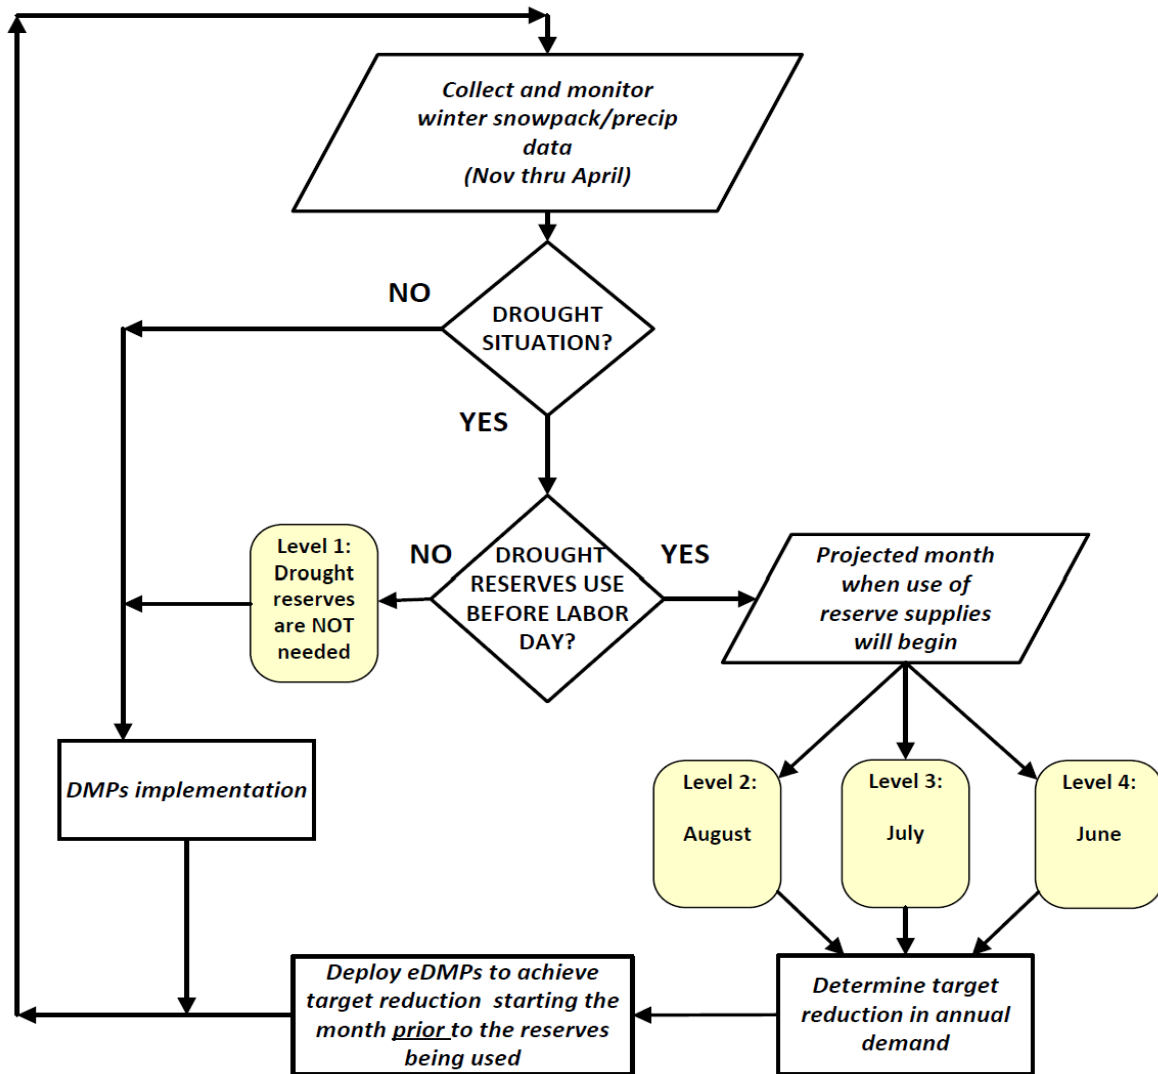 Collect and monitor
winter snowpack/precip
data
(Nov thru April)
NO
DROUGHT
SITUATION?
YES
Level 1:
Drought
reserves
are NOT
needed
NO
DROUGHT
RESERVES USE
BEFORE LABOR
DAY?
YES
Projected month
when use of
reserve supplies
will begin
DMPs implementation
Level 2:
August
Level 3:
July
Level 4:
June
Deploy eDMPs to achieve
target reduction starting the
month prior to the reserves
being used
Determine target
reduction in annual
demand